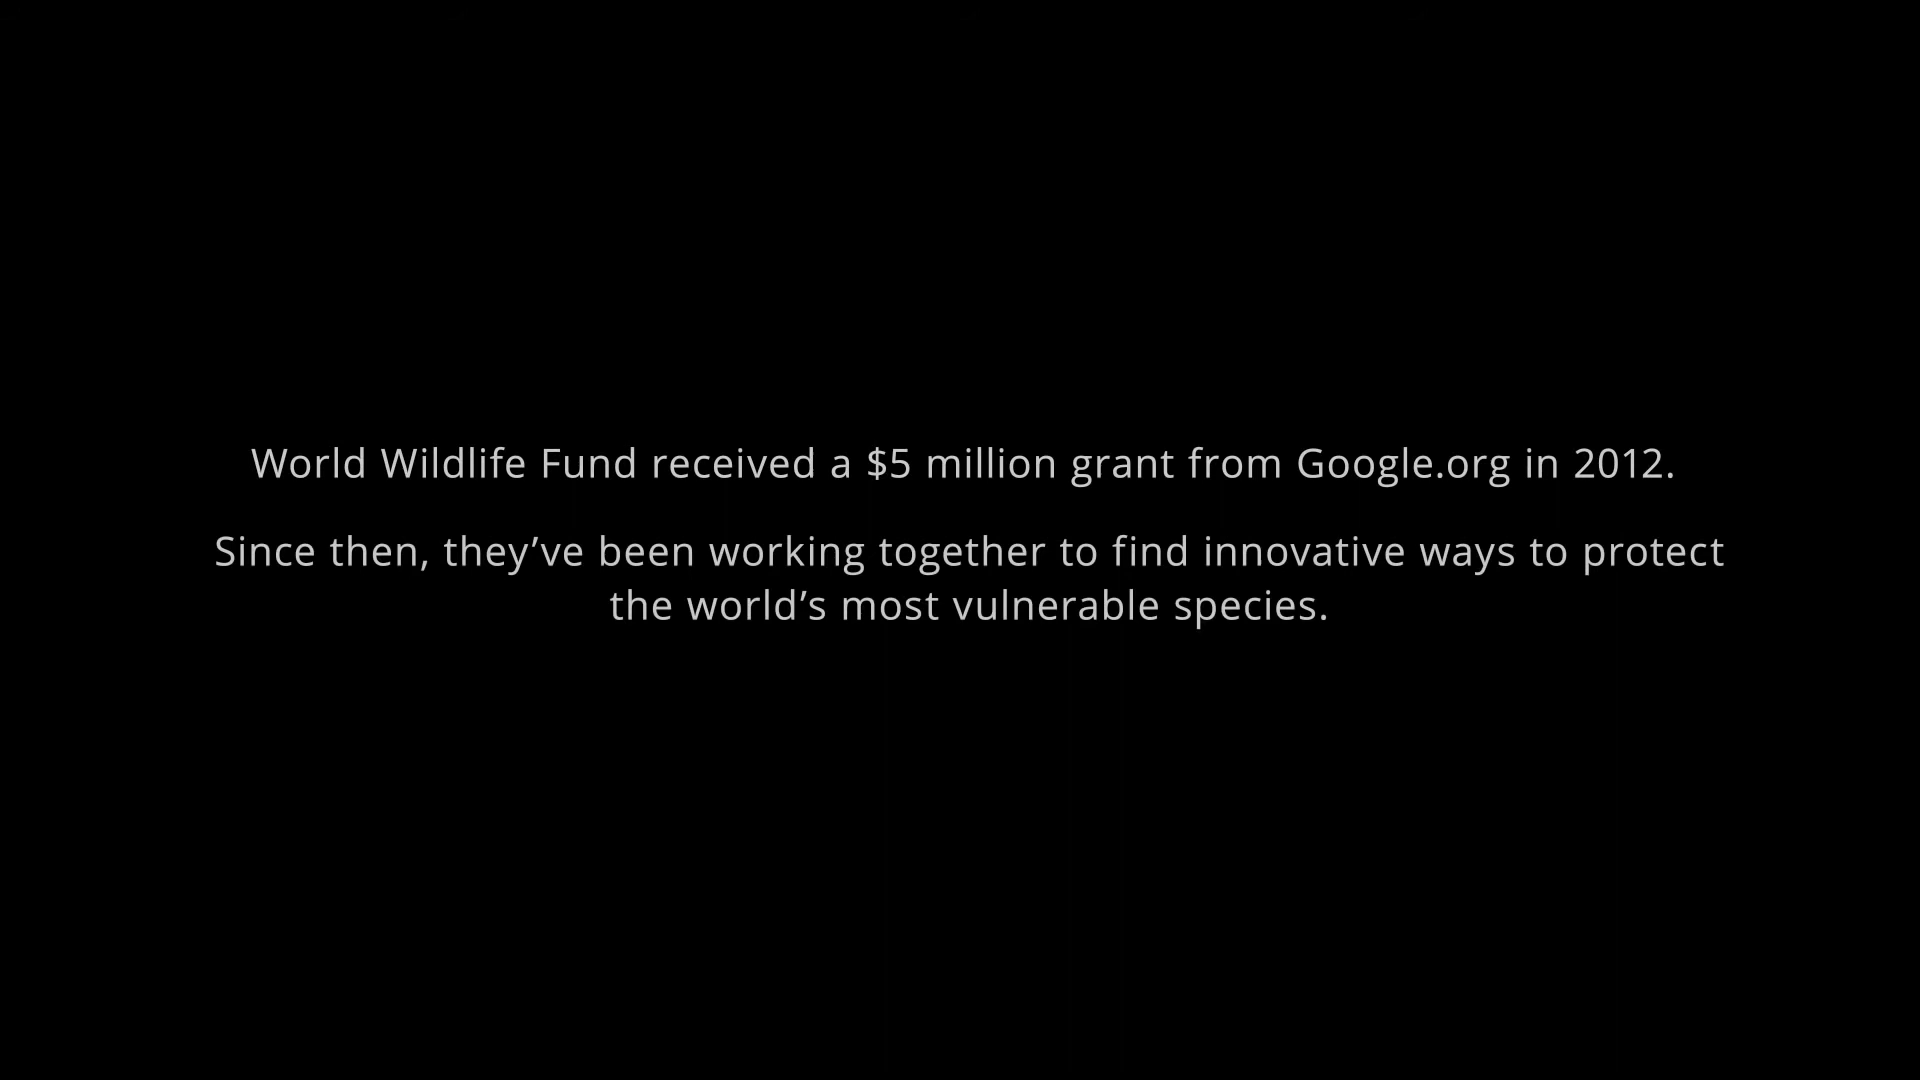 World Wildlife Fund received a $5 million grant from Google.org in 2012.
Since then, they’ve been working together to find innovative ways to protect
the world’s most vulnerable species.